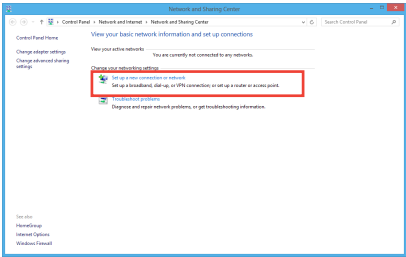 Network and Sharing Center
Control Panel › Network and Internet › Network and Sharing Center
Search Control Panel
Control Panel Home
Change adapter settings
Change advanced sharing settings
View your basic network information and set up connections
View your active networks
You are currently not connected to any networks.
Change your networking settings
Set up a new connection or network
Set up a broadband, dial-up, or VPN connection; or set up a router or access point.
Troubleshoot problems
Diagnose and repair network problems, or get troubleshooting information.
See also
HomeGroup
Internet Options
Windows Firewall